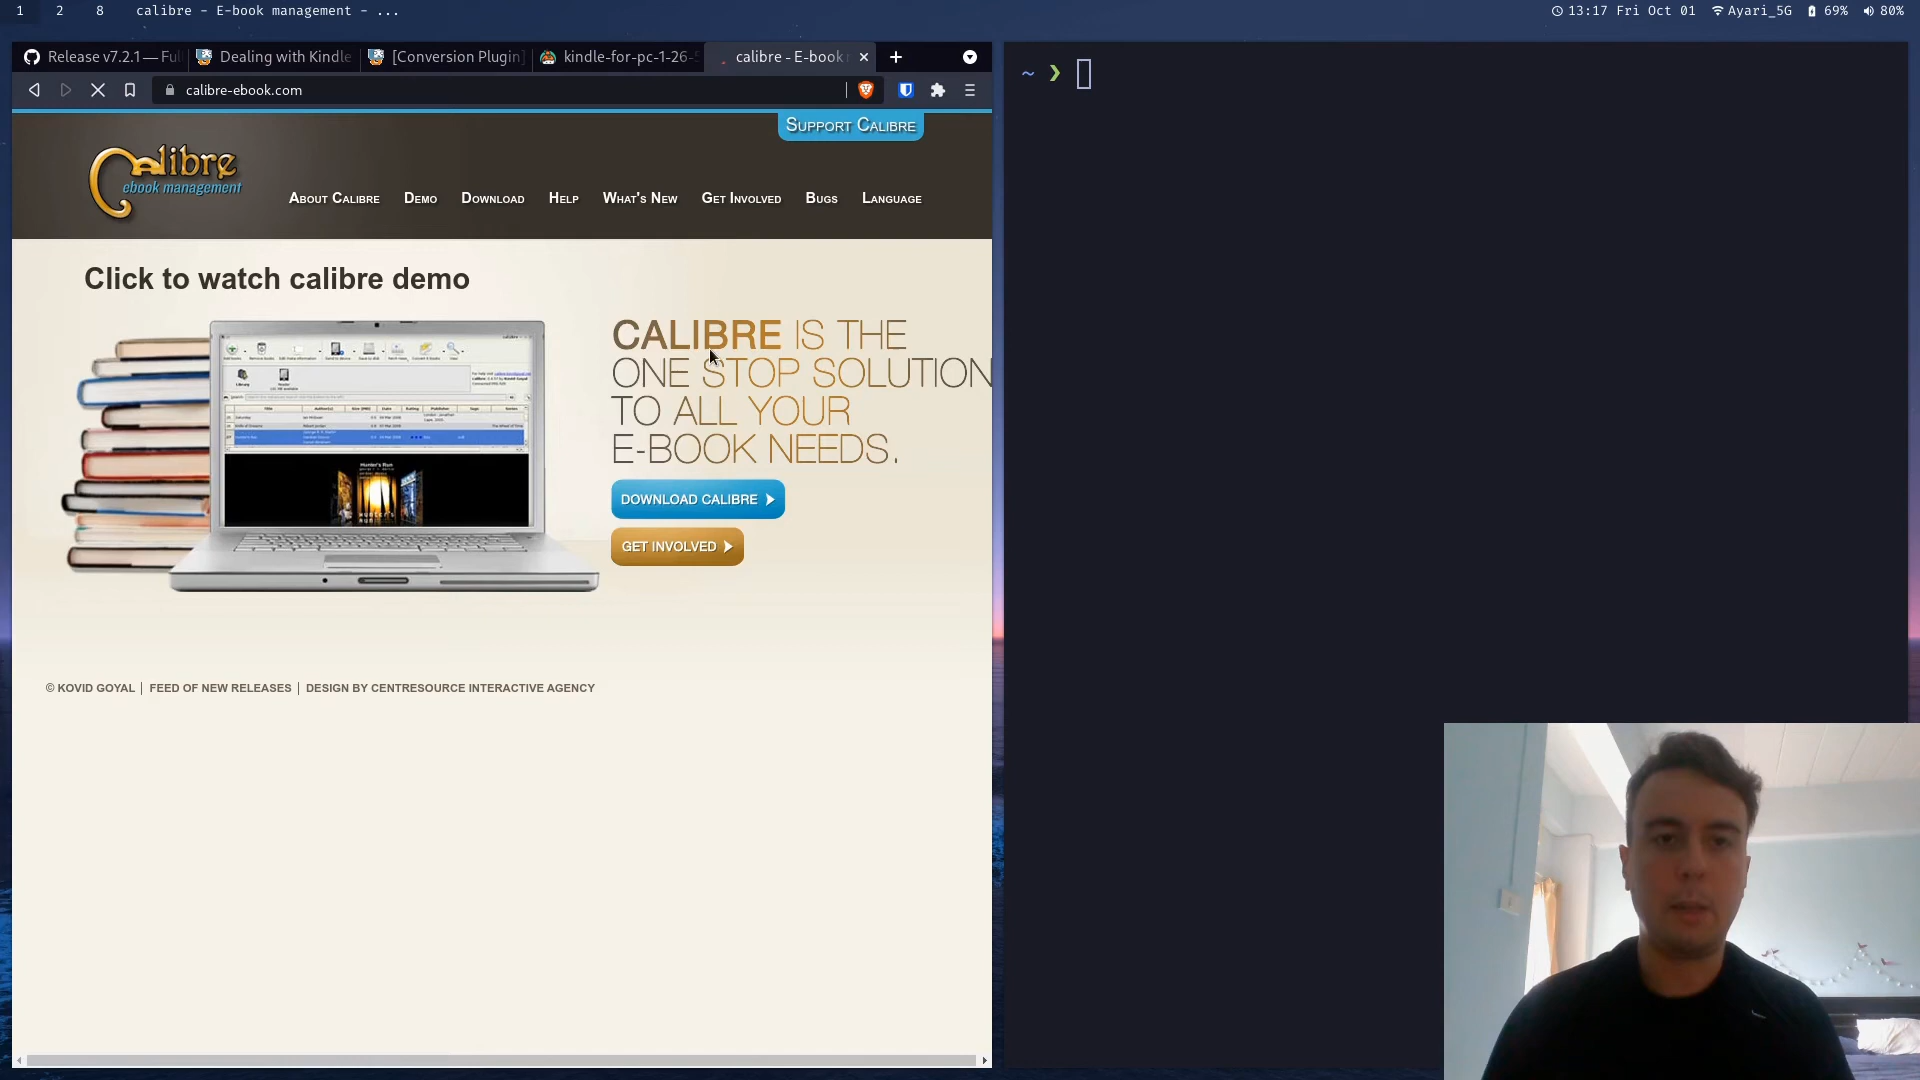 1 2 8 calibre - E-book management - ...
13:17 Fri Oct 01 Ayari_5G 69% 80%
Release v7.2.1 — Ful Dealing with Kindle [Conversion Plugin] kindle-for-pc-1-26- calibre - E-book
calibre-ebook.com
~ ❯
Support Calibre
Calibre
ebook management
About Calibre Demo Download Help What's New Get Involved Bugs Language
Click to watch calibre demo
CALIBRE IS THE
ONE STOP SOLUTION
TO ALL YOUR
E-BOOK NEEDS.
DOWNLOAD CALIBRE
GET INVOLVED
© KOVID GOYAL | FEED OF NEW RELEASES | DESIGN BY CENTRESOURCE INTERACTIVE AGENCY